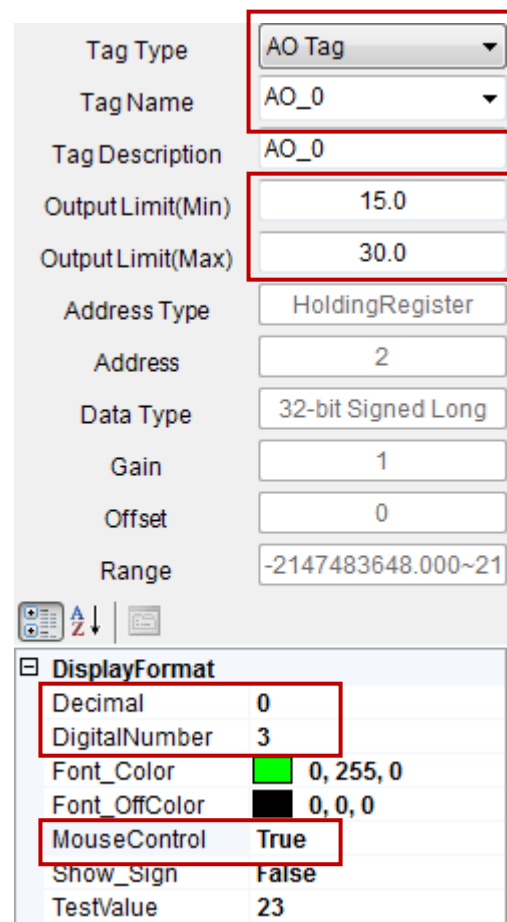 Tag Type AO Tag
Tag Name AO_0
Tag Description AO_0
Output Limit(Min) 15.0
Output Limit(Max) 30.0
Address Type HoldingRegister
Address 2
Data Type 32-bit Signed Long
Gain 1
Offset 0
Range -2147483648.000~21
A Z
DisplayFormat
Decimal 0
DigitalNumber 3
Font_Color 0, 255, 0
Font_OffColor 0, 0, 0
MouseControl True
Show_Sign False
TestValue 23